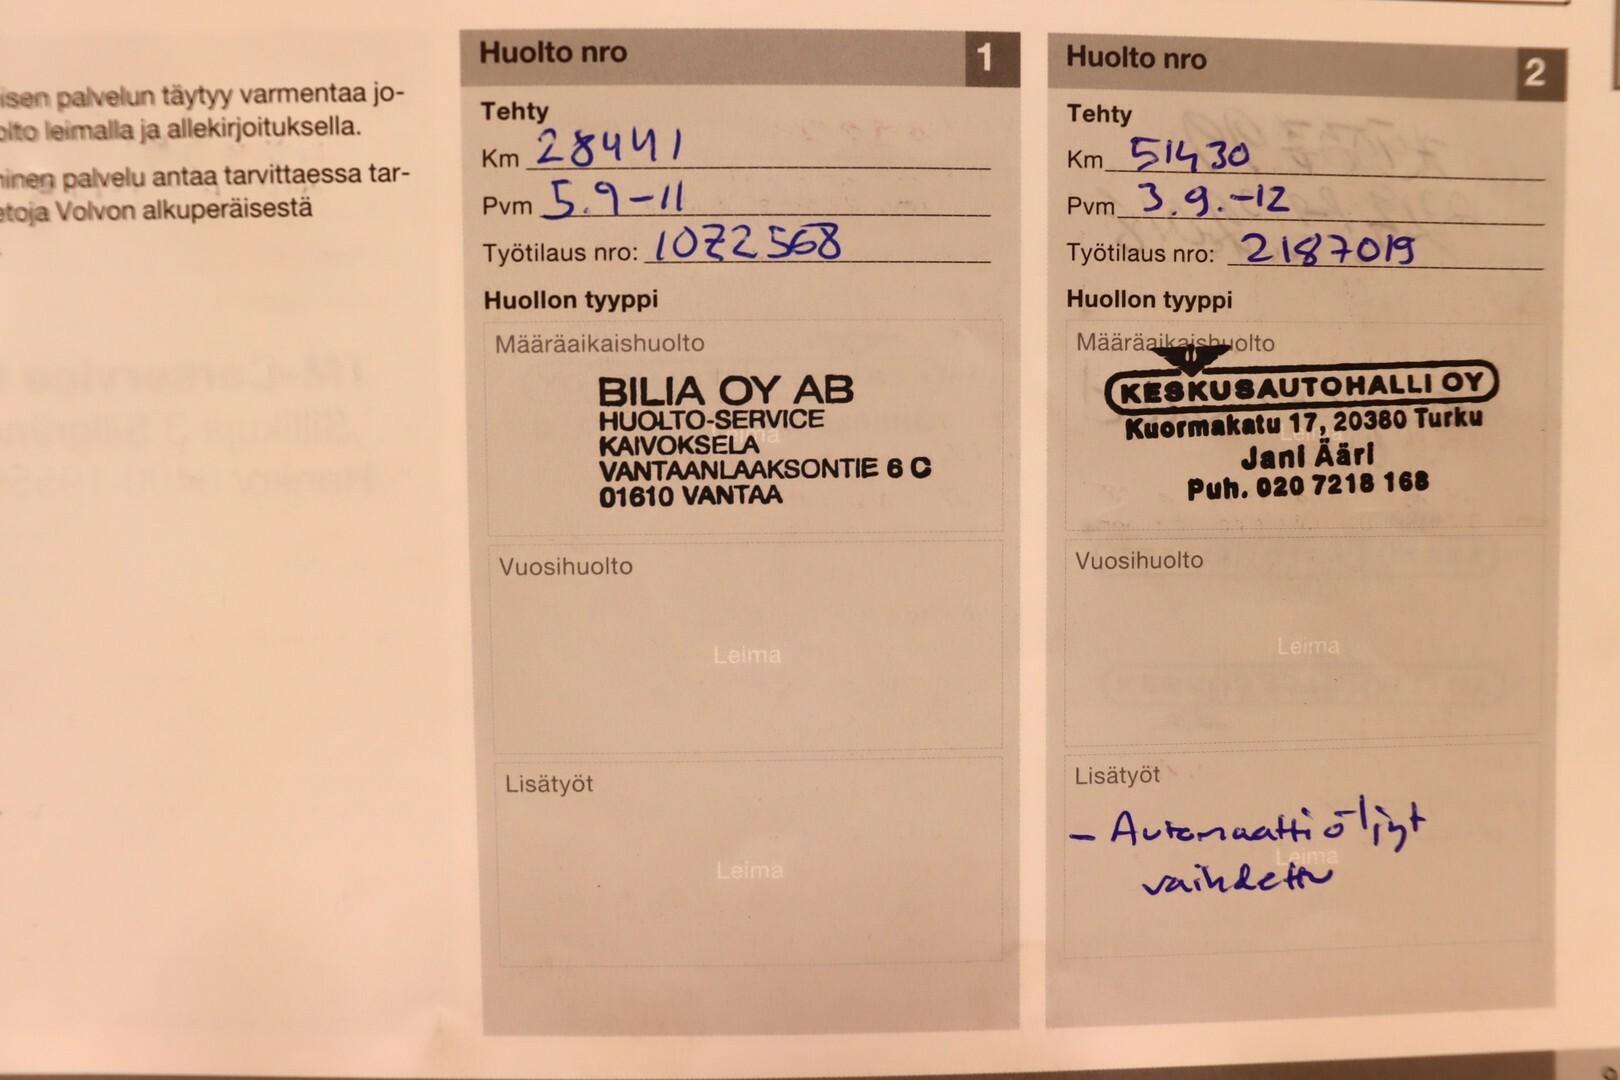 isen palvelun täytyy varmentaa jo-
olto leimalla ja allekirjoituksella.
inen palvelu antaa tarvittaessa tar-
etoja Volvon alkuperäisestä
Huolto nro 1
Tehty
Km 28441
Pvm 5.9-11
Työtilaus nro: 1072568
Huollon tyyppi
Määräaikaishuolto
BILIA OY AB
HUOLTO-SERVICE
KAIVOKSELA
VANTAANLAAKSONTIE 6 C
01610 VANTAA
Vuosihuolto
Leima
Lisätyöt
Leima
Huolto nro 2
Tehty
Km 51430
Pvm 3.9.-12
Työtilaus nro: 2187019
Huollon tyyppi
Määräaikaishuolto
KESKUSAUTOHALLI OY
Kuormakatu 17, 20380 Turku
Jani Ääri
Puh. 020 7218 168
Vuosihuolto
Leima
Lisätyöt
- Automaattiöljyt
Leima
vaihdettu